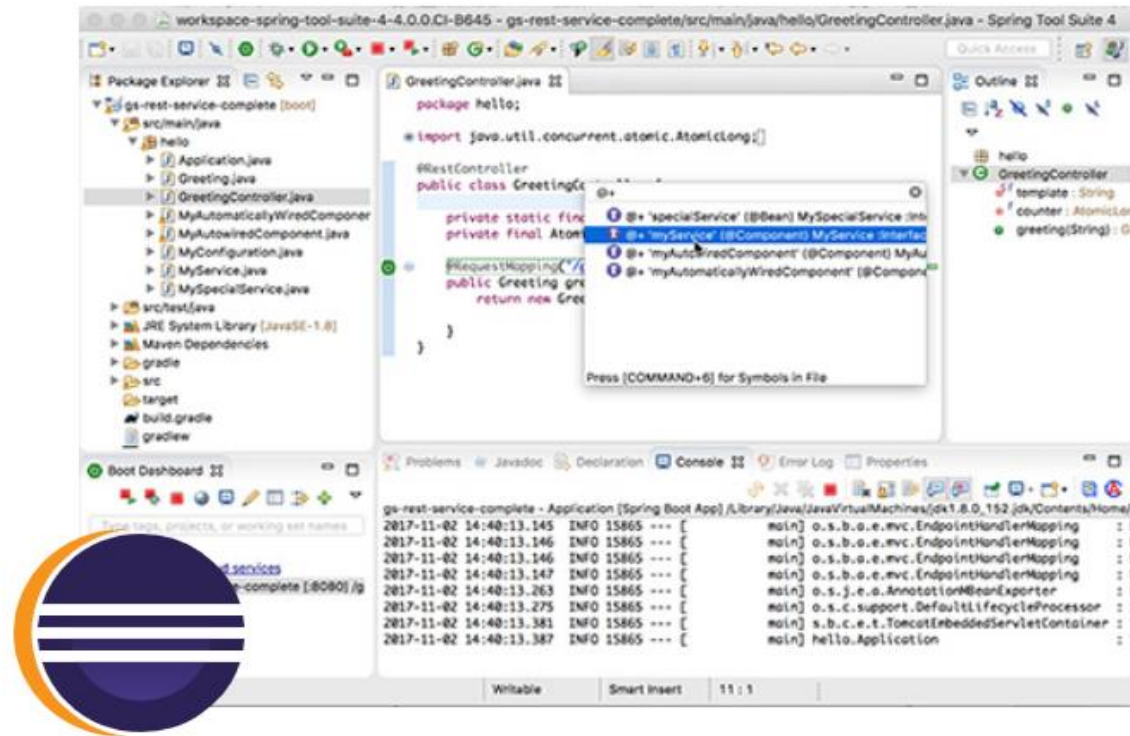 workspace-spring-tool-suite-4-4.0.0.CI-B645 - gs-rest-service-complete/src/main/java/hello/GreetingController.java - Spring Tool Suite 4
Quick Access
Package Explorer
gs-rest-service-complete [boot]
src/main/java
hello
Application.java
Greeting.java
GreetingController.java
MyAutomaticallyWiredComponer
MyAutowiredComponent.java
MyConfiguration.java
MyService.java
MySpecialService.java
src/test/java
JRE System Library [JavaSE-1.8]
Maven Dependencies
gradle
src
target
build.gradle
gradlew
GreetingController.java
package hello;
import java.util.concurrent.atomic.AtomicLong;
@RestController
public class GreetingCo
private static fina
private final Atomi
@RequestMapping("/g
public Greeting gre
return new Gree
}
}
@+
@+ 'specialService' (@Bean) MySpecialService :Inte
@+ 'myService' (@Component) MyService :Interfac
@+ 'myAutowiredComponent' (@Component) MyAu
@+ 'myAutomaticallyWiredComponent' (@Compone
Press [COMMAND+6] for Symbols in File
Outline
hello
GreetingController
template : String
counter : AtomicLon
greeting(String) : G
Boot Dashboard
Type tags, projects, or working set names
d services
e-complete [:8080] /g
Problems Javadoc Declaration Console Error Log Properties
gs-rest-service-complete - Application [Spring Boot App] /Library/Java/JavaVirtualMachines/jdk1.8.0_152.jdk/Contents/Home/
2017-11-02 14:40:13.145 INFO 15865 --- [ main] o.s.b.a.e.mvc.EndpointHandlerMapping :
2017-11-02 14:40:13.146 INFO 15865 --- [ main] o.s.b.a.e.mvc.EndpointHandlerMapping :
2017-11-02 14:40:13.146 INFO 15865 --- [ main] o.s.b.a.e.mvc.EndpointHandlerMapping :
2017-11-02 14:40:13.147 INFO 15865 --- [ main] o.s.b.a.e.mvc.EndpointHandlerMapping :
2017-11-02 14:40:13.263 INFO 15865 --- [ main] o.s.j.e.a.AnnotationMBeanExporter :
2017-11-02 14:40:13.275 INFO 15865 --- [ main] o.s.c.support.DefaultLifecycleProcessor :
2017-11-02 14:40:13.381 INFO 15865 --- [ main] s.b.c.e.t.TomcatEmbeddedServletContainer :
2017-11-02 14:40:13.387 INFO 15865 --- [ main] hello.Application :
Writable Smart Insert 11 : 1